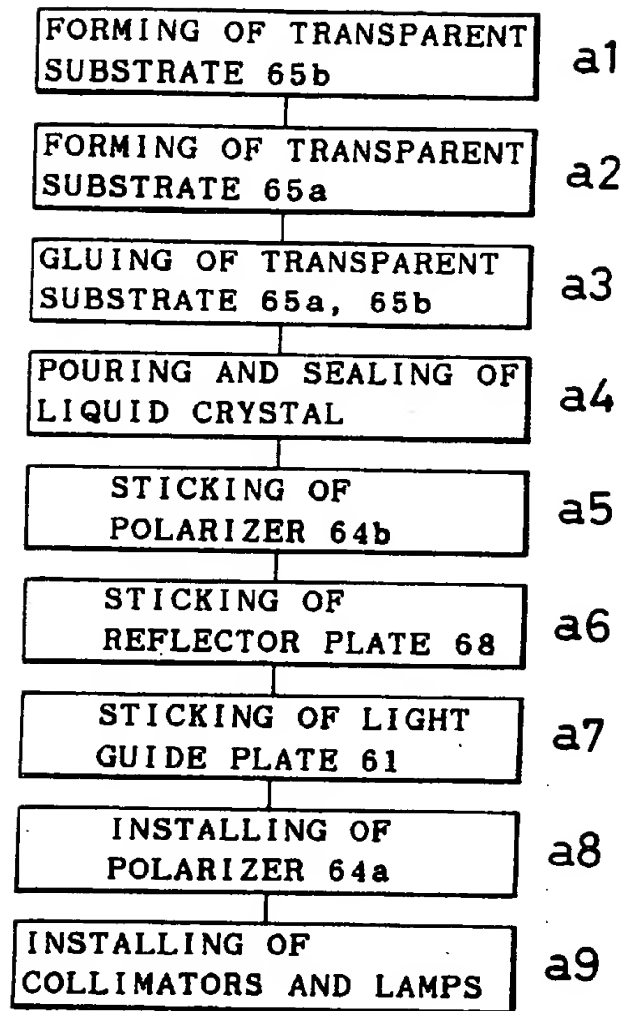 FORMING OF TRANSPARENT
SUBSTRATE 65b
a1
FORMING OF TRANSPARENT
SUBSTRATE 65a
a2
GLUING OF TRANSPARENT
SUBSTRATE 65a, 65b
a3
POURING AND SEALING OF
LIQUID CRYSTAL
a4
STICKING OF
POLARIZER 64b
a5
STICKING OF
REFLECTOR PLATE 68
a6
STICKING OF LIGHT
GUIDE PLATE 61
a7
INSTALLING OF
POLARIZER 64a
a8
INSTALLING OF
COLLIMATORS AND LAMPS
a9